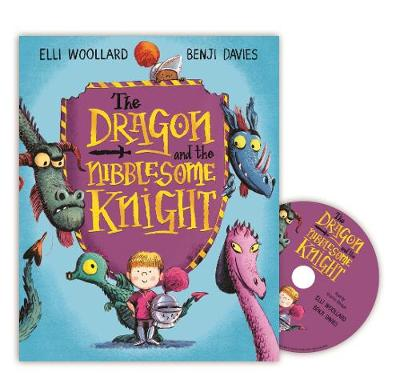 ELLI WOOLLARD
BENJI DAVIES
The
DRAGON
and the
NIBBLESOME
KNIGHT
The
DRAGON
and the
NIBBLESOME
KNIGHT
ELLI WOOLLARD
BENJI DAVIES